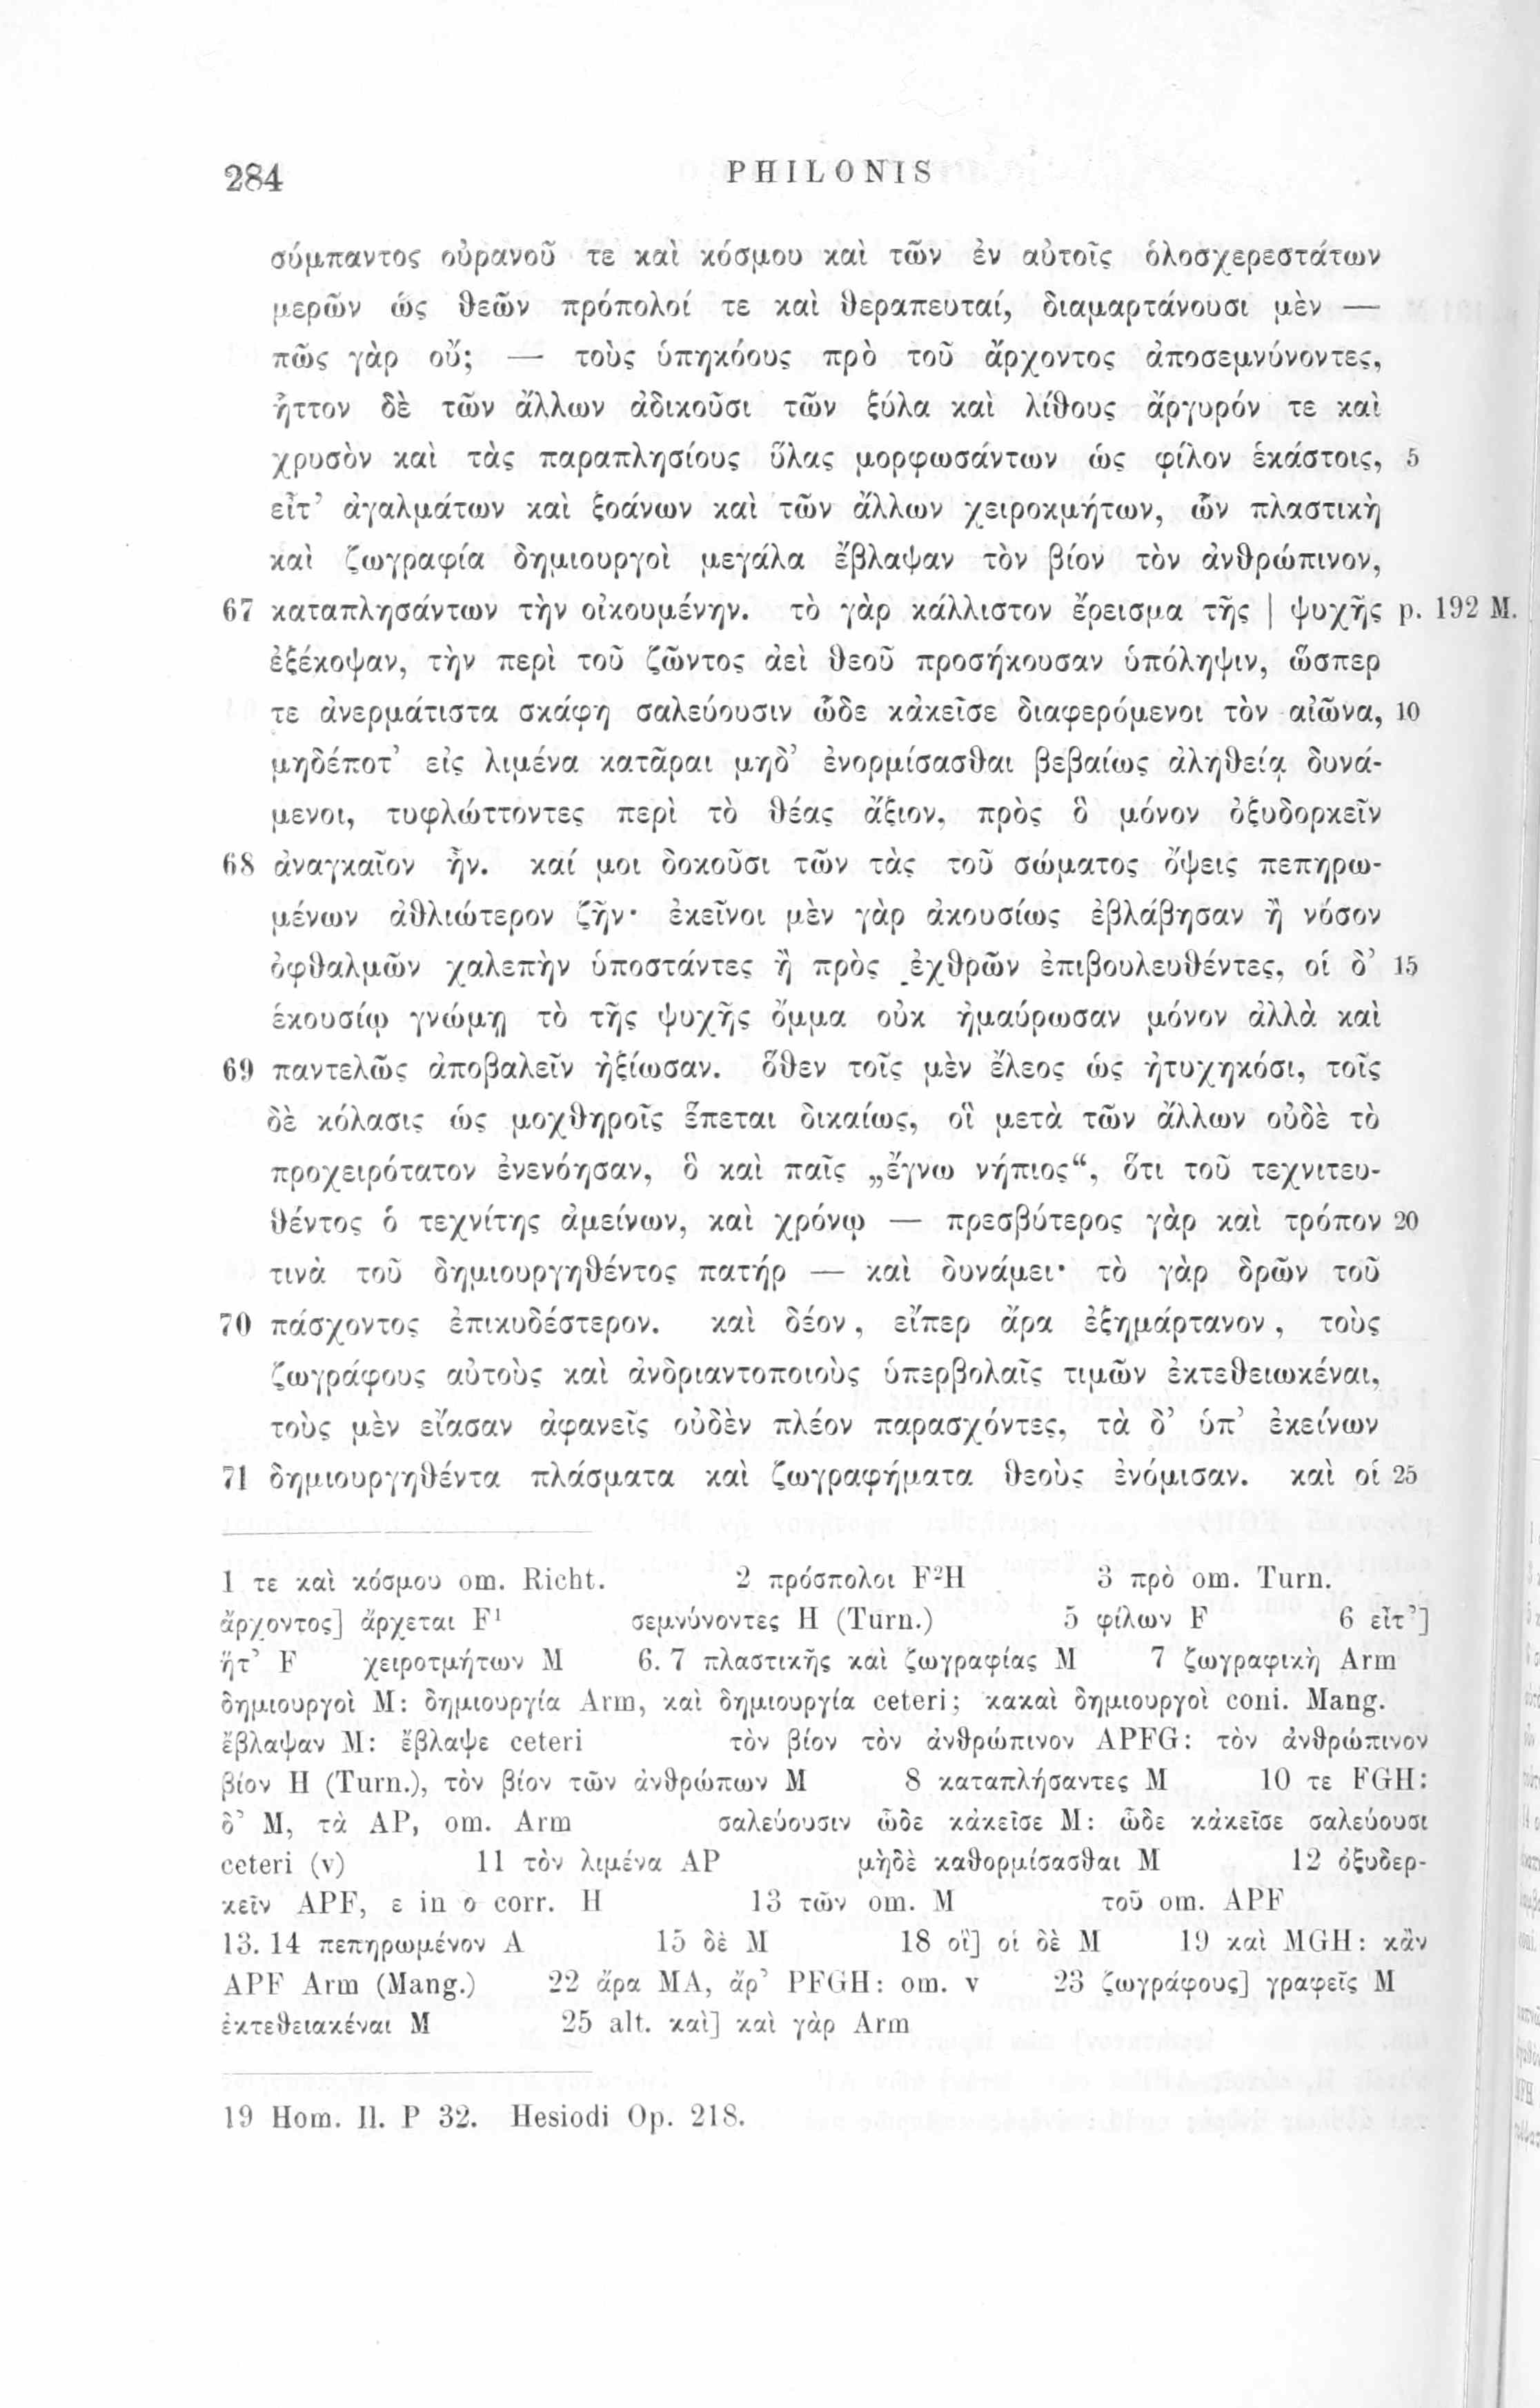 284 PHILONIS
σύμπαντος οὐρανοῦ τε καὶ κόσμου καὶ τῶν ἐν αὐτοῖς ὁλοσχερεστάτων
μερῶν ὡς θεῶν πρόπολοί τε καὶ θεραπευταί, διαμαρτάνουσι μὲν —
πῶς γὰρ οὔ; — τοὺς ὑπηκόους πρὸ τοῦ ἄρχοντος ἀποσεμνύνοντες,
ἧττον δὲ τῶν ἄλλων ἀδικοῦσι τῶν ξύλα καὶ λίθους ἄργυρόν τε καὶ
χρυσὸν καὶ τὰς παραπλησίους ὕλας μορφωσάντων ὡς φίλον ἑκάστοις, 5
εἶτ’ ἀγαλμάτων καὶ ξοάνων καὶ τῶν ἄλλων χειροκμήτων, ὧν πλαστικὴ
καὶ ζωγραφία δημιουργοὶ μεγάλα ἔβλαψαν τὸν βίον τὸν ἀνθρώπινον,
67 καταπλησάντων τὴν οἰκουμένην. τὸ γὰρ κάλλιστον ἔρεισμα τῆς | ψυχῆς p. 192 M.
ἐξέκοψαν, τὴν περὶ τοῦ ζῶντος ἀεὶ θεοῦ προσήκουσαν ὑπόληψιν, ὥσπερ
τε ἀνερμάτιστα σκάφη σαλεύουσιν ὧδε κἀκεῖσε διαφερόμενοι τὸν αἰῶνα, 10
μηδέποτ’ εἰς λιμένα κατᾶραι μηδ’ ἐνορμίσασθαι βεβαίως ἀληθείᾳ δυνά-
μενοι, τυφλώττοντες περὶ τὸ θέας ἄξιον, πρὸς ὃ μόνον ὀξυδορκεῖν
68 ἀναγκαῖον ἦν. καί μοι δοκοῦσι τῶν τὰς τοῦ σώματος ὄψεις πεπηρω-
μένων ἀθλιώτερον ζῆν· ἐκεῖνοι μὲν γὰρ ἀκουσίως ἐβλάβησαν ἢ νόσον
ὀφθαλμῶν χαλεπὴν ὑποστάντες ἢ πρὸς ἐχθρῶν ἐπιβουλευθέντες, οἱ δ’ 15
ἑκουσίῳ γνώμῃ τὸ τῆς ψυχῆς ὄμμα οὐκ ἠμαύρωσαν μόνον ἀλλὰ καὶ
69 παντελῶς ἀποβαλεῖν ἠξίωσαν. ὅθεν τοῖς μὲν ἔλεος ὡς ἠτυχηκόσι, τοῖς
δὲ κόλασις ὡς μοχθηροῖς ἕπεται δικαίως, οἳ μετὰ τῶν ἄλλων οὐδὲ τὸ
προχειρότατον ἐνενόησαν, ὃ καὶ παῖς „ἔγνω νήπιος“, ὅτι τοῦ τεχνιτευ-
θέντος ὁ τεχνίτης ἀμείνων, καὶ χρόνῳ — πρεσβύτερος γὰρ καὶ τρόπον 20
τινὰ τοῦ δημιουργηθέντος πατήρ — καὶ δυνάμει· τὸ γὰρ δρῶν τοῦ
70 πάσχοντος ἐπικυδέστερον. καὶ δέον, εἴπερ ἄρα ἐξημάρτανον, τοὺς
ζωγράφους αὐτοὺς καὶ ἀνδριαντοποιοὺς ὑπερβολαῖς τιμῶν ἐκτεθειωκέναι,
τοὺς μὲν εἴασαν ἀφανεῖς οὐδὲν πλέον παρασχόντες, τὰ δ’ ὑπ’ ἐκείνων
71 δημιουργηθέντα πλάσματα καὶ ζωγραφήματα θεοὺς ἐνόμισαν. καὶ οἱ 25
1 τε καὶ κόσμου om. Richt. 2 πρόσπολοι F²H 3 πρὸ om. Turn.
ἄρχοντος] ἄρχεται F¹ σεμνύνοντες H (Turn.) 5 φίλων F 6 εἶτ’]
ἥτ’ F χειροτμήτων M 6. 7 πλαστικῆς καὶ ζωγραφίας M 7 ζωγραφικὴ Arm
δημιουργοὶ M: δημιουργία Arm, καὶ δημιουργία ceteri; κακαὶ δημιουργοὶ coni. Mang.
ἔβλαψαν M: ἔβλαψε ceteri τὸν βίον τὸν ἀνθρώπινον APFG: τὸν ἀνθρώπινον
βίον H (Turn.), τὸν βίον τῶν ἀνθρώπων M 8 καταπλήσαντες M 10 τε FGH:
δ’ M, τὰ AP, om. Arm σαλεύουσιν ὧδε κἀκεῖσε M: ὧδε κἀκεῖσε σαλεύουσι
ceteri (v) 11 τὸν λιμένα AP μηδὲ καθορμίσασθαι M 12 ὀξυδερ-
κεῖν APF, ε in ο corr. H 13 τῶν om. M τοῦ om. APF
13. 14 πεπηρωμένον A 15 δὲ M 18 οἳ] οἱ δὲ M 19 καὶ MGH: κἂν
APF Arm (Mang.) 22 ἄρα MA, ἄρ’ PFGH: om. v 23 ζωγράφους] γραφεῖς M
ἐκτεθειακέναι M 25 alt. καὶ] καὶ γὰρ Arm
19 Hom. Il. P 32. Hesiodi Op. 218.